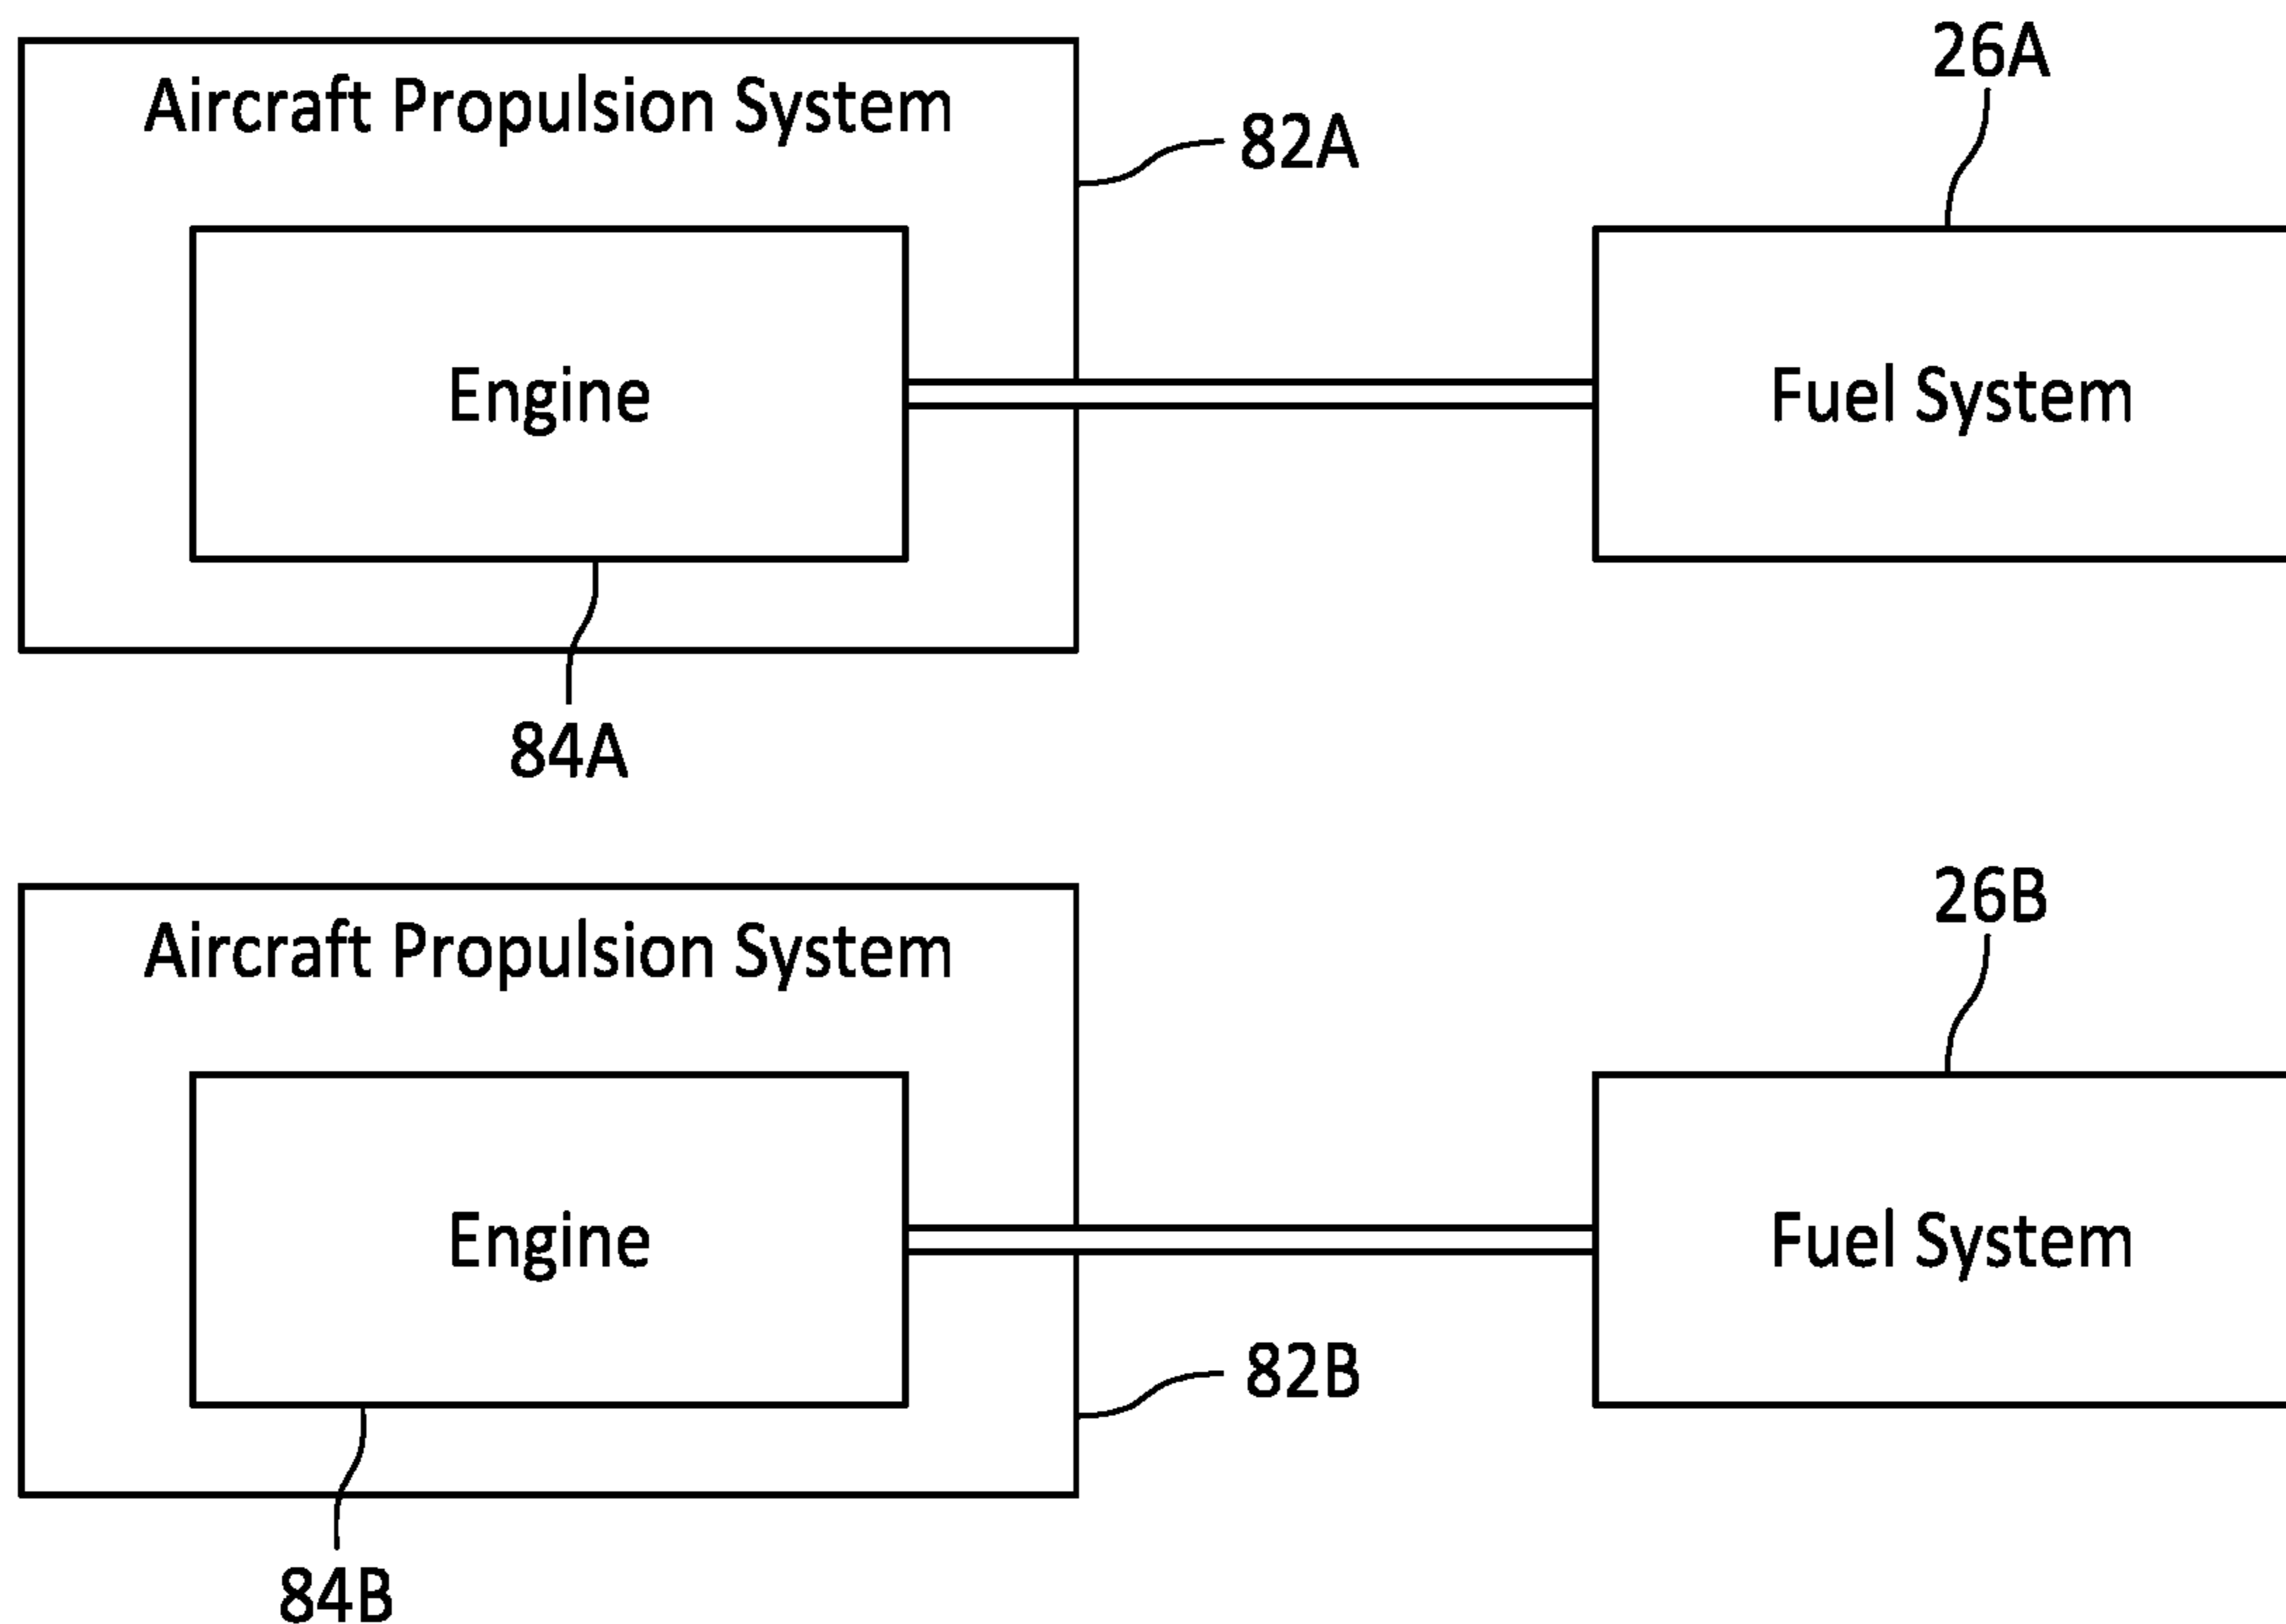 26A
Aircraft Propulsion System
82A
Engine
Fuel System
84A
26B
Aircraft Propulsion System
Engine
Fuel System
82B
84B